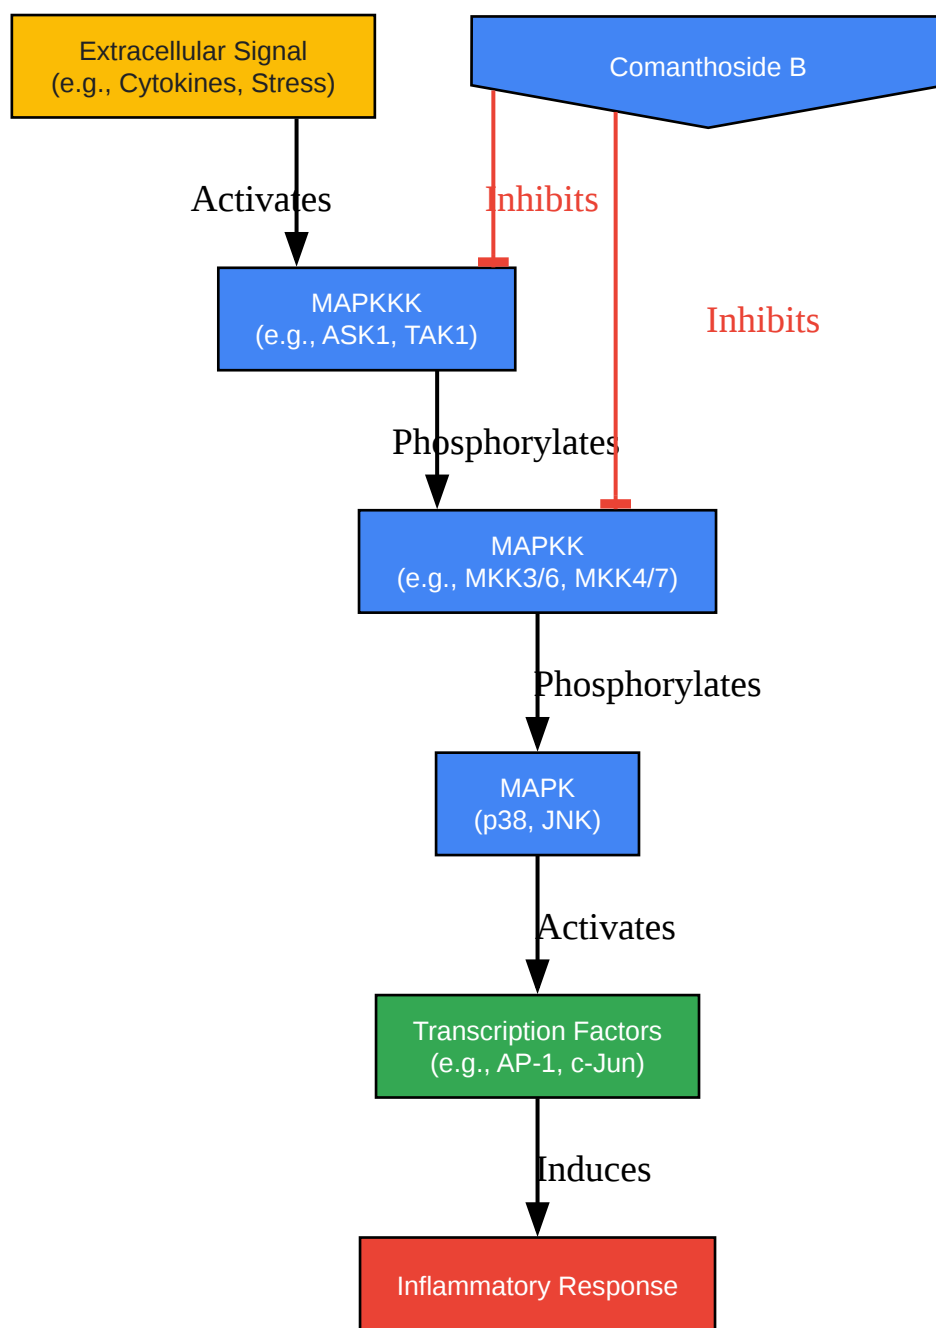 Extracellular Signal
(e.g., Cytokines, Stress)
Comanthoside B
Activates
Inhibits
MAPKKK
(e.g., ASK1, TAK1)
Inhibits
Phosphorylates
MAPKK
(e.g., MKK3/6, MKK4/7)
Phosphorylates
MAPK
(p38, JNK)
Activates
Transcription Factors
(e.g., AP-1, c-Jun)
Induces
Inflammatory Response